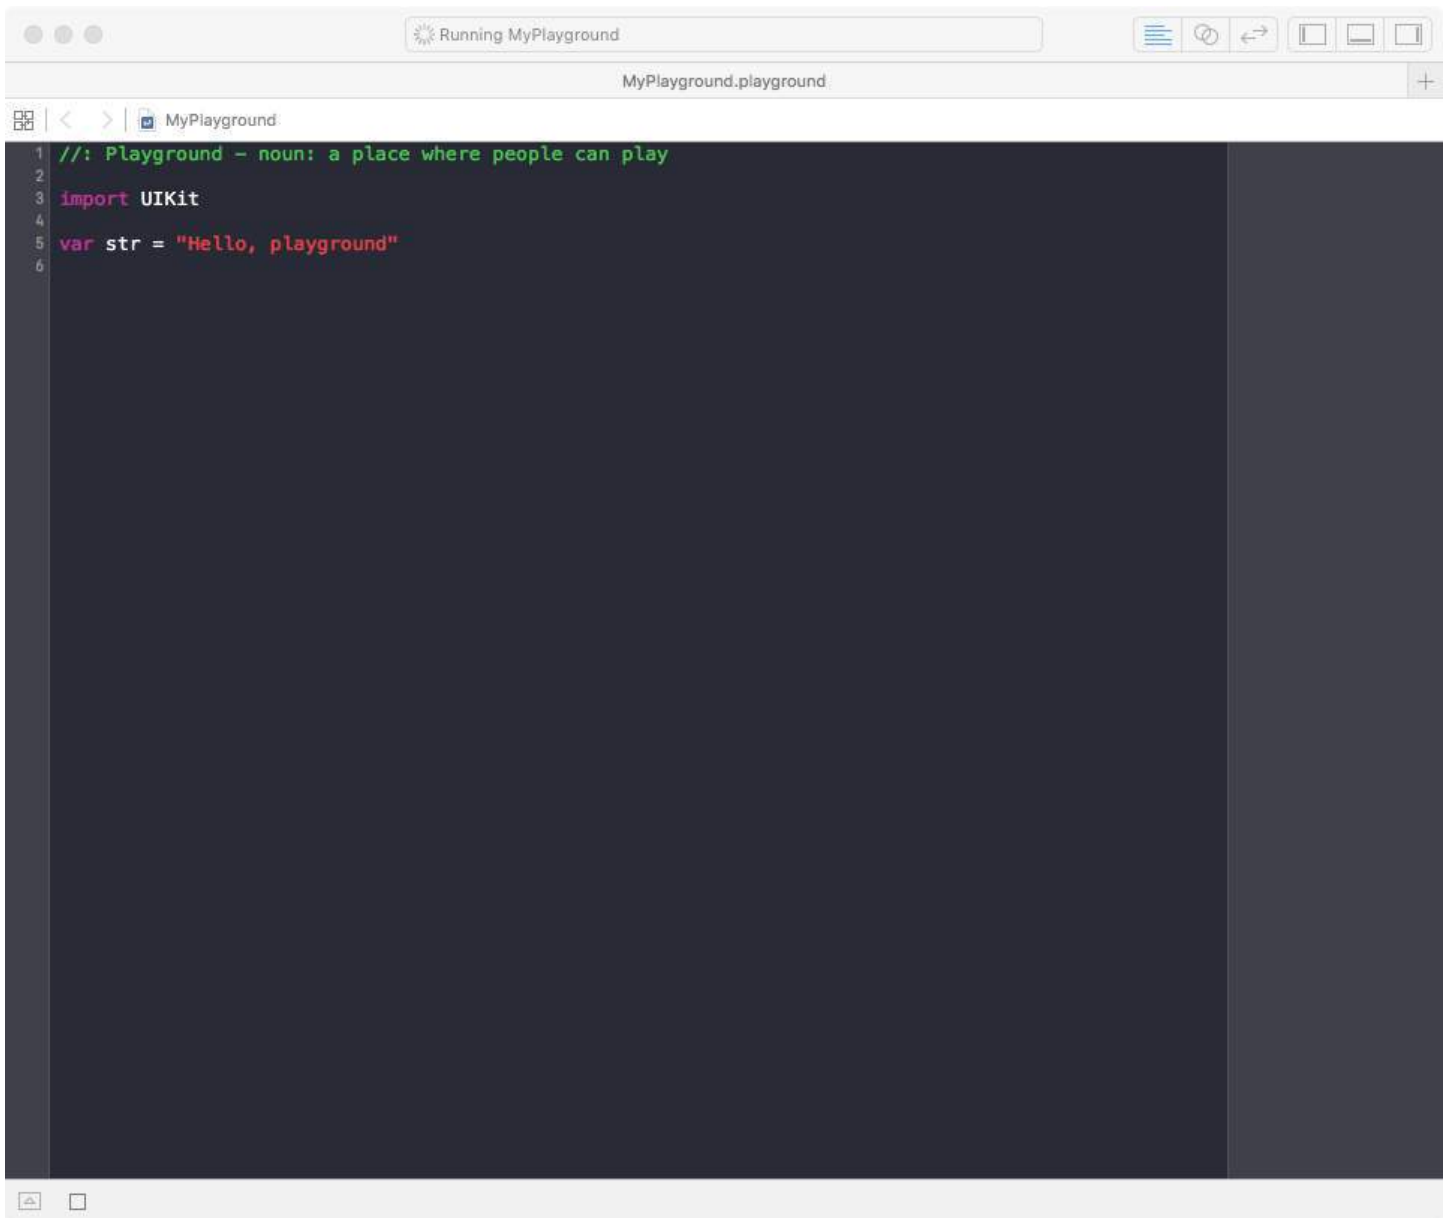 Running MyPlayground
MyPlayground.playground
MyPlayground
1 //: Playground – noun: a place where people can play
2
3 import UIKit
4
5 var str = "Hello, playground"
6